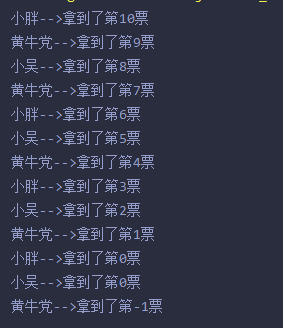 小胖-->拿到了第10票
黄牛党-->拿到了第9票
小吴-->拿到了第8票
黄牛党-->拿到了第7票
小胖-->拿到了第6票
小吴-->拿到了第5票
黄牛党-->拿到了第4票
小胖-->拿到了第3票
小吴-->拿到了第2票
黄牛党-->拿到了第1票
小胖-->拿到了第0票
小吴-->拿到了第0票
黄牛党-->拿到了第-1票